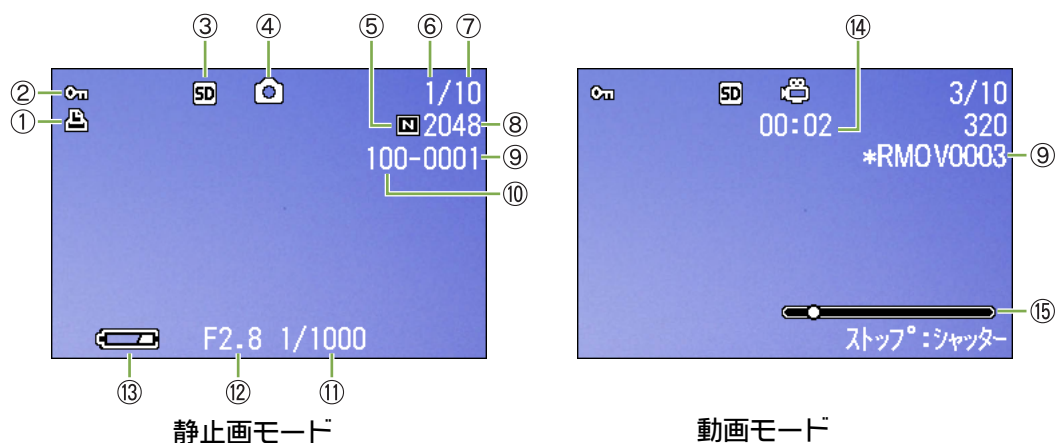 ③ ④ ⑤ ⑥ ⑦ ⑭
② SD 1/10 SD 3/10
① N 2048 ⑧ 00:02 320
100-0001 ⑨ *RMOV0003 ⑨
⑩
⑮
F2.8 1/1000 ストップ:シャッター
⑬ ⑫ ⑪
静止画モード 動画モード